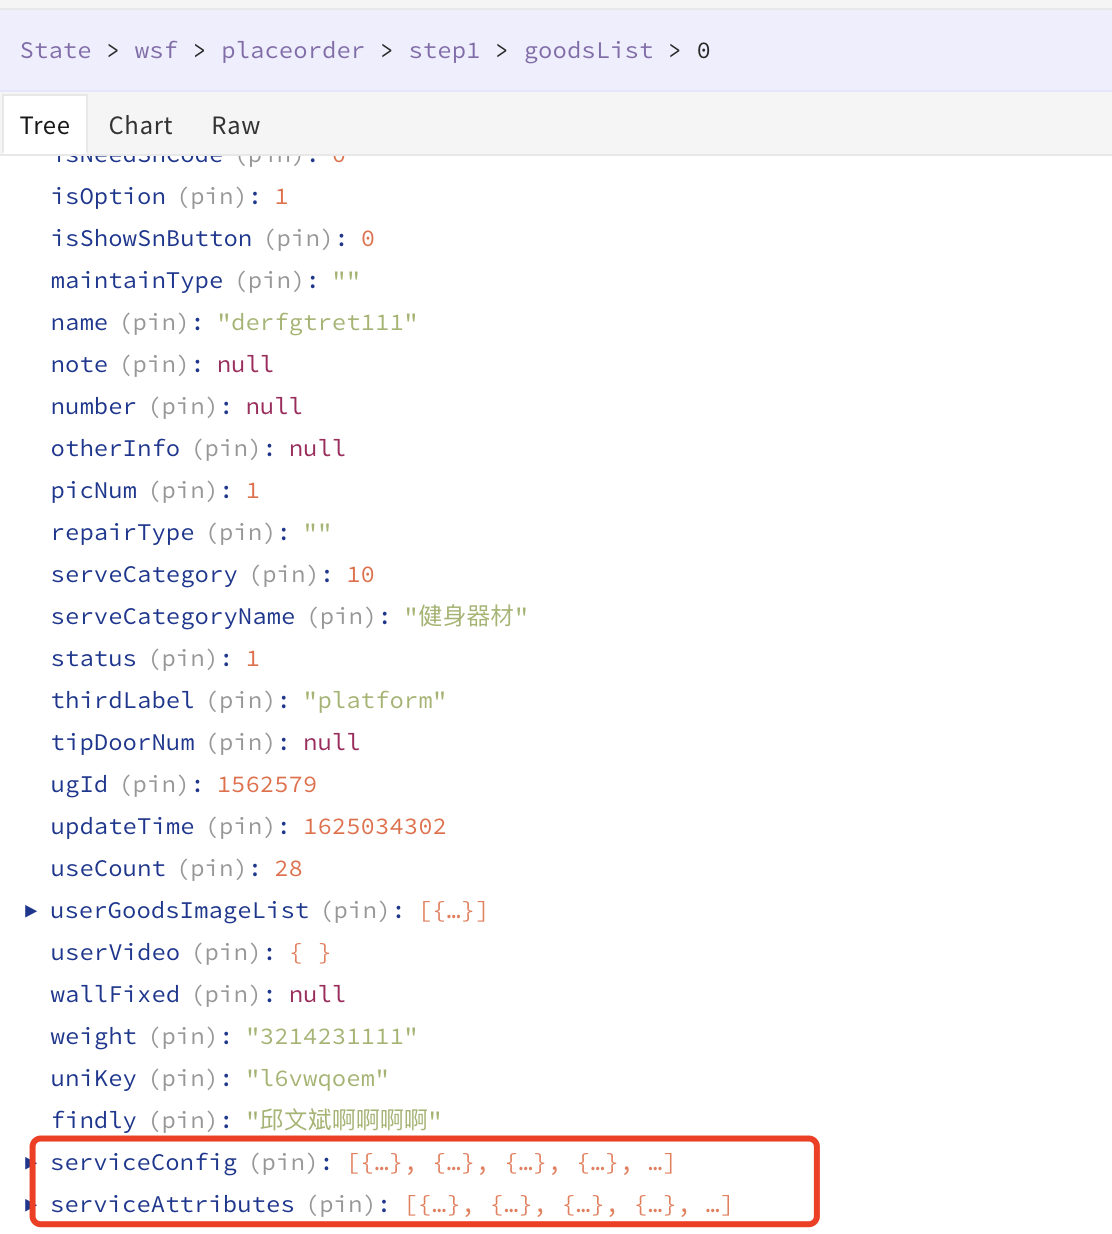 State > wsf > placeorder > step1 > goodsList > 0
Tree Chart Raw
isNeedSnCode (pin): 0
isOption (pin): 1
isShowSnButton (pin): 0
maintainType (pin): ""
name (pin): "derfgtret111"
note (pin): null
number (pin): null
otherInfo (pin): null
picNum (pin): 1
repairType (pin): ""
serveCategory (pin): 10
serveCategoryName (pin): "健身器材"
status (pin): 1
thirdLabel (pin): "platform"
tipDoorNum (pin): null
ugId (pin): 1562579
updateTime (pin): 1625034302
useCount (pin): 28
▶ userGoodsImageList (pin): [{…}]
userVideo (pin): { }
wallFixed (pin): null
weight (pin): "3214231111"
uniKey (pin): "l6vwqoem"
findly (pin): "邱文斌啊啊啊啊"
▶ serviceConfig (pin): [{…}, {…}, {…}, {…}, …]
▶ serviceAttributes (pin): [{…}, {…}, {…}, {…}, …]